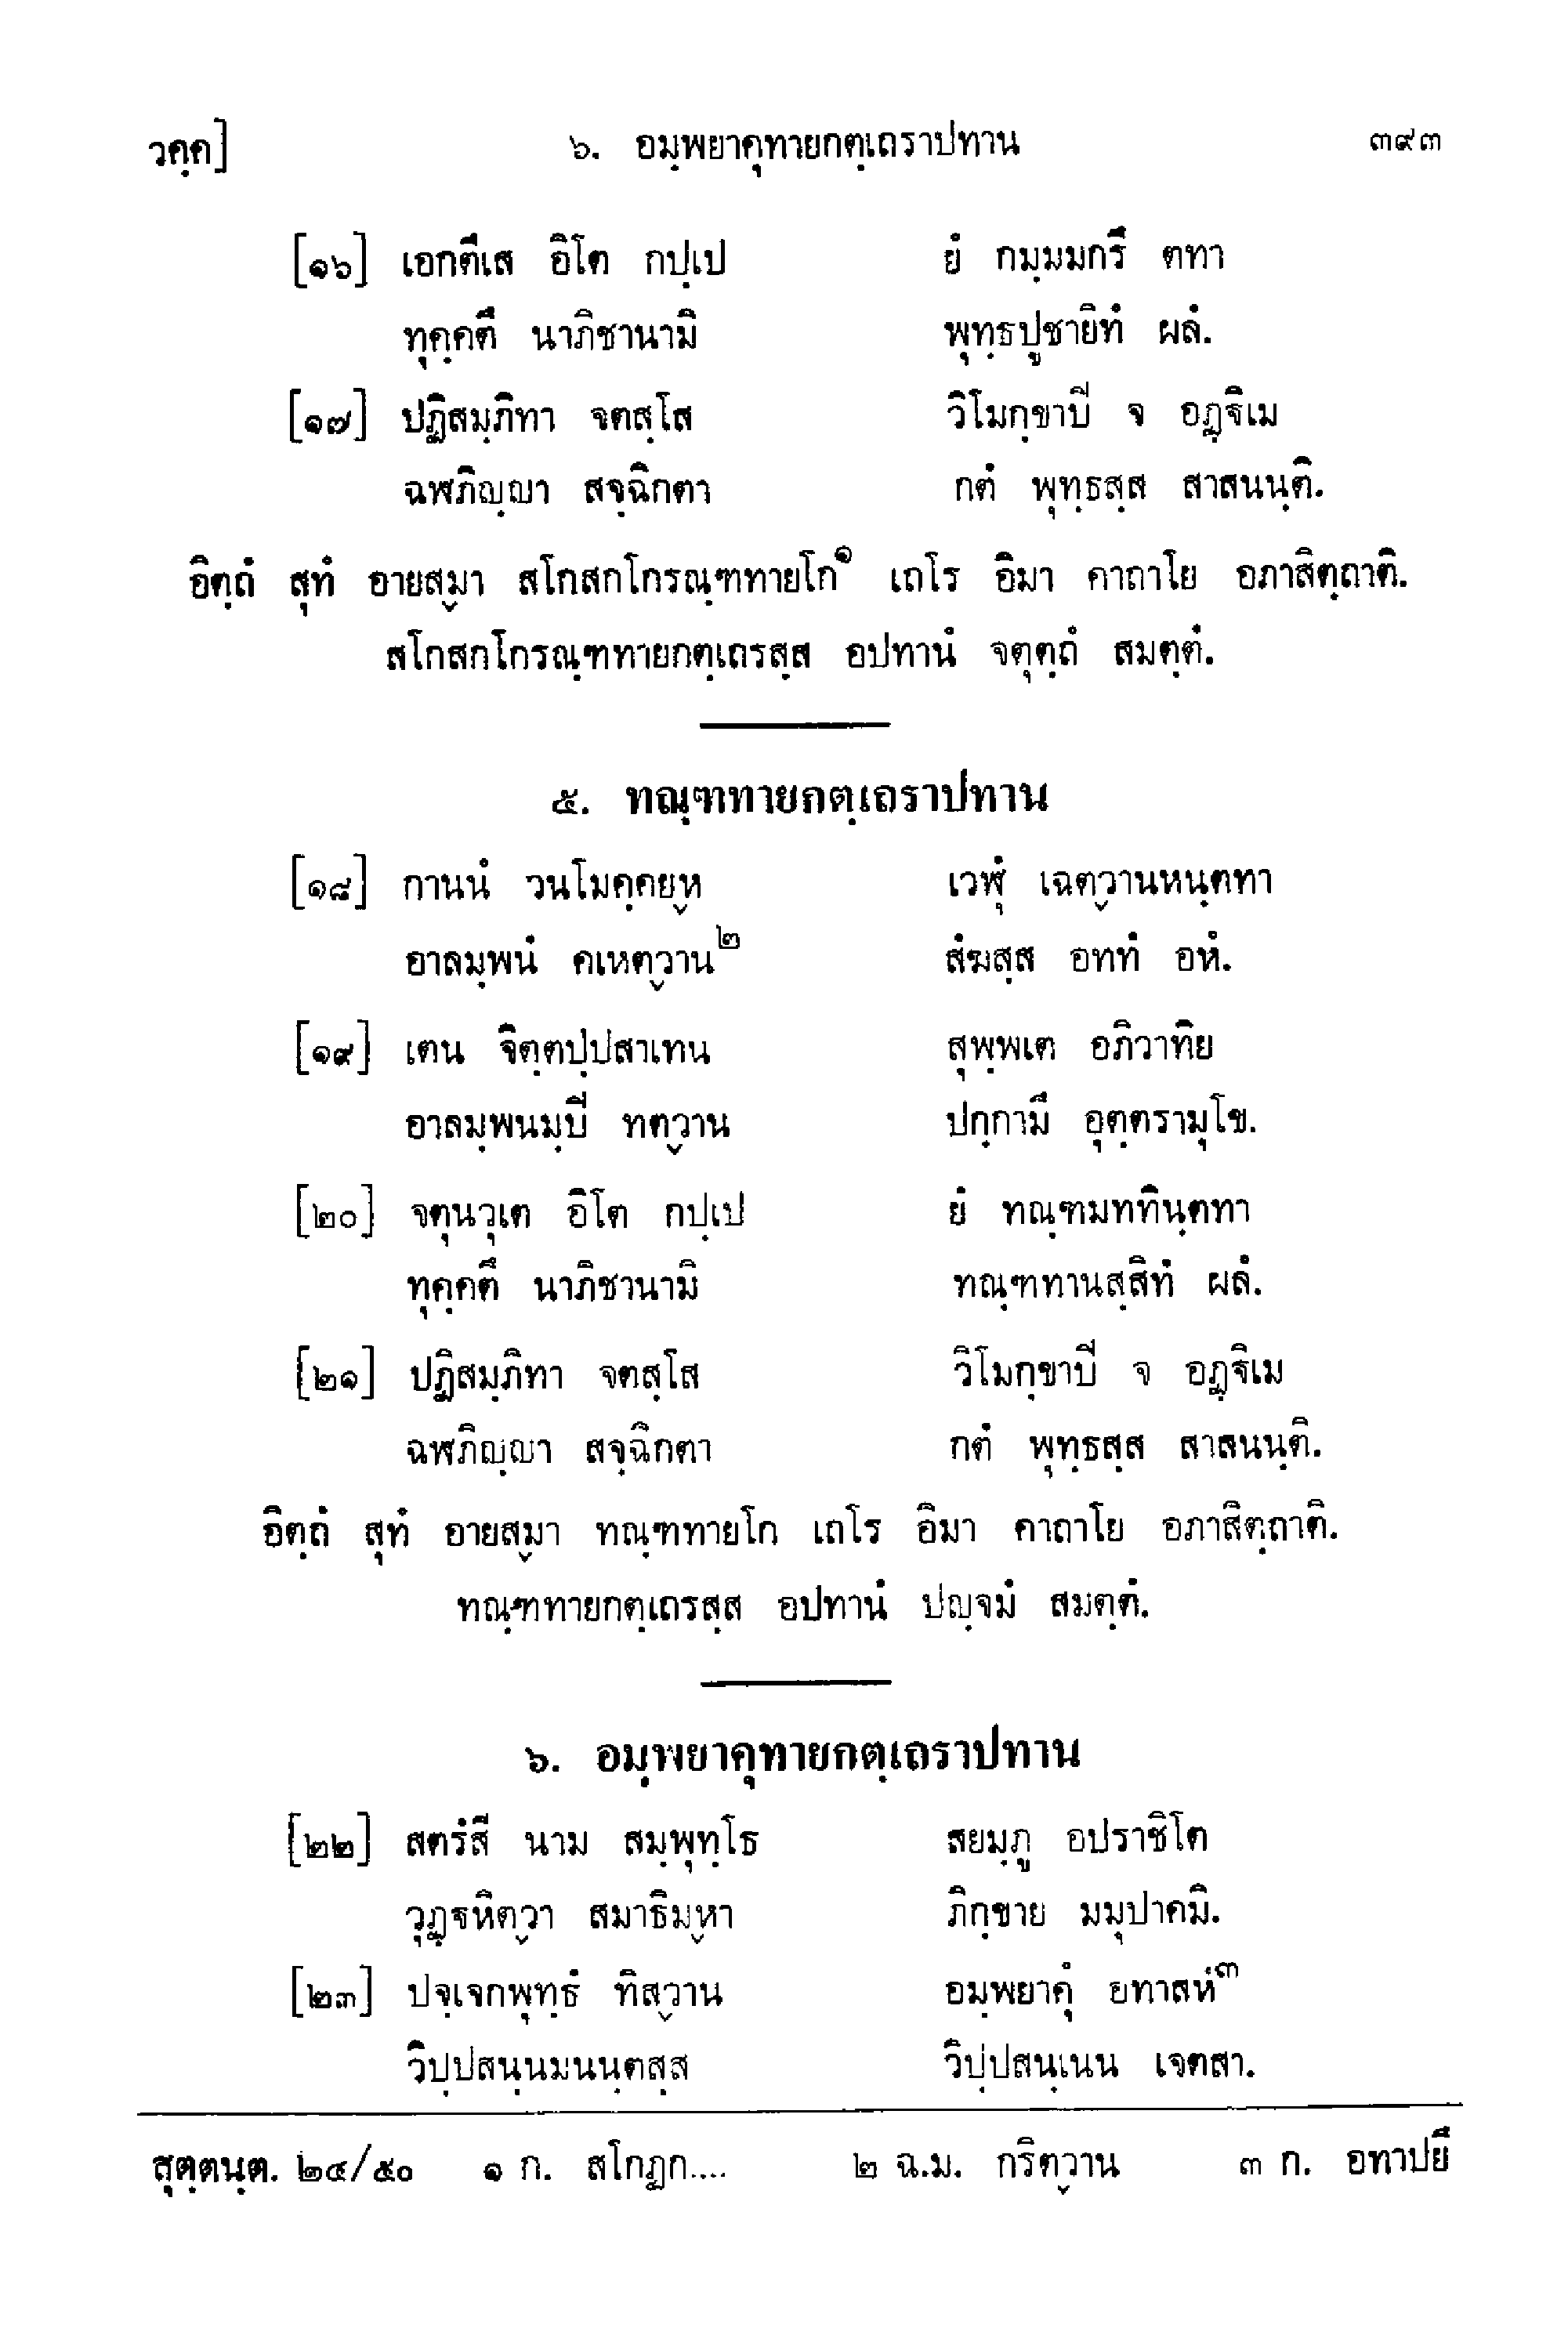 วคฺค] ๖. อมฺพยาคุทายกตฺเถราปทาน ๓๙๓
[๑๖] เอกตึเส อิโต กปฺเป ยํ กมฺมมกรึ ตทา
ทุคฺคตึ นาภิชานามิ พุทฺธปูชายิทํ ผลํ.
[๑๗] ปฏิสมฺภิทา จตสฺโส วิโมกฺขาปิ จ อฏฺฐิเม
ฉฬภิญฺญา สจฺฉิกตา กตํ พุทฺธสฺส สาสนนฺติ.
อิตฺถํ สุทํ อายสฺมา สโกสกโกรณฺฑทายโก๑ เถโร อิมา คาถาโย อภาสิตฺถาติ.
สโกสกโกรณฺฑทายกตฺเถรสฺส อปทานํ จตุตฺถํ สมตฺตํ.
๕. ทณฺฑทายกตฺเถราปทาน
[๑๘] กานนํ วนโมคฺคยฺห เวฬุํ เฉตฺวานหนฺตทา
อาลมฺพนํ คเหตฺวาน๒ สํฆสฺส อททํ อหํ.
[๑๙] เตน จิตฺตปฺปสาเทน สุพฺพเต อภิวาทิย
อาลมฺพนมฺปิ ทตฺวาน ปกฺกามึ อุตฺตรามุโข.
[๒๐] จตุนวุเต อิโต กปฺเป ยํ ทณฺฑมททินฺตทา
ทุคฺคตึ นาภิชานามิ ทณฺฑทานสฺสิทํ ผลํ.
[๒๑] ปฏิสมฺภิทา จตสฺโส วิโมกฺขาปิ จ อฏฺฐิเม
ฉฬภิญฺญา สจฺฉิกตา กตํ พุทฺธสฺส สาสนนฺติ.
อิตฺถํ สุทํ อายสฺมา ทณฺฑทายโก เถโร อิมา คาถาโย อภาสิตฺถาติ.
ทณฺฑทายกตฺเถรสฺส อปทานํ ปญฺจมํ สมตฺตํ.
๖. อมฺพยาคุทายกตฺเถราปทาน
[๒๒] สตรํสี นาม สมฺพุทฺโธ สยมฺภู อปราชิโต
วุฏฺฐหิตฺวา สมาธิมฺหา ภิกฺขาย มมุปาคมิ.
[๒๓] ปจฺเจกพุทฺธํ ทิสฺวาน อมฺพยาคุํ อทาสหํ๓
วิปฺปสนฺนมนนฺตสฺส วิปฺปสนฺเนน เจตสา.
สุตฺตนฺต. ๒๔/๕๐ ๑ ก. สโกฏก.... ๒ ฉ.ม. กริตฺวาน ๓ ก. อทาปยึ